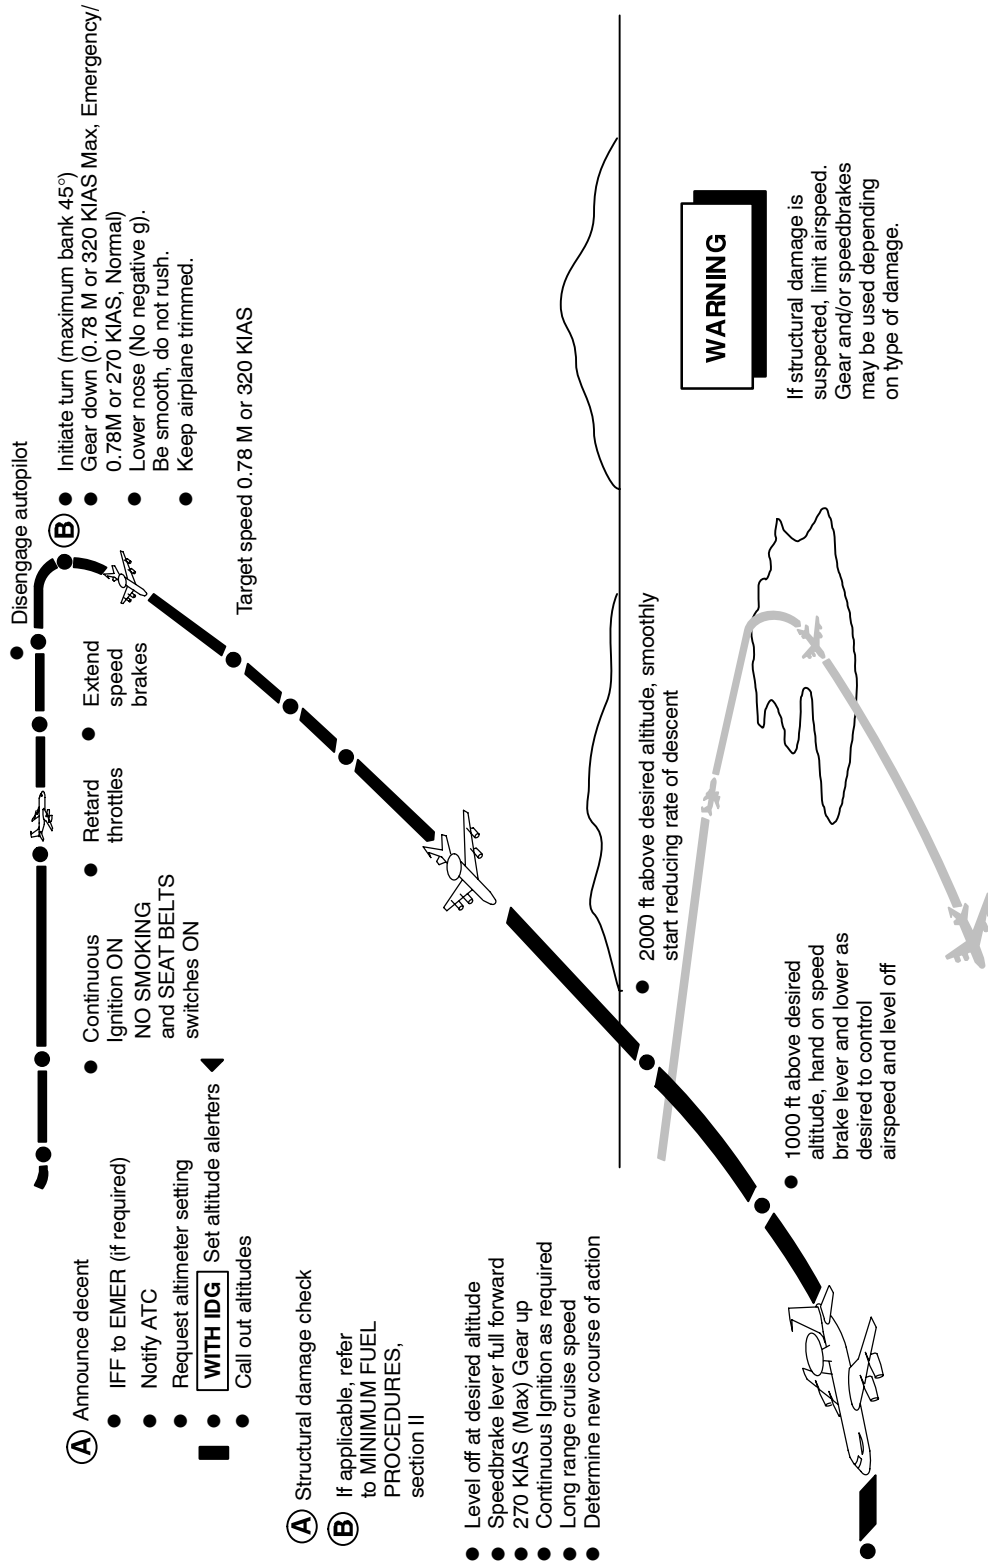 Ⓐ Announce decent
● IFF to EMER (if required)
● Notify ATC
● Request altimeter setting
● WITH IDG Set altitude alerters
● Call out altitudes
● Continuous
Ignition ON
NO SMOKING
and SEAT BELTS
switches ON
● Retard
throttles
● Extend
speed
brakes
● Disengage autopilot
Ⓑ
● Initiate turn (maximum bank 45°)
● Gear down (0.78 M or 320 KIAS Max, Emergency/
0.78M or 270 KIAS, Normal)
● Lower nose (No negative g).
Be smooth, do not rush.
● Keep airplane trimmed.
Target speed 0.78 M or 320 KIAS
Ⓐ Structural damage check
Ⓑ If applicable, refer
to MINIMUM FUEL
PROCEDURES,
section II
● Level off at desired altitude
● Speedbrake lever full forward
● 270 KIAS (Max) Gear up
● Continuous Ignition as required
● Long range cruise speed
● Determine new course of action
● 2000 ft above desired altitude, smoothly
start reducing rate of descent
● 1000 ft above desired
altitude, hand on speed
brake lever and lower as
desired to control
airspeed and level off
WARNING
If structural damage is
suspected, limit airspeed.
Gear and/or speedbrakes
may be used depending
on type of damage.